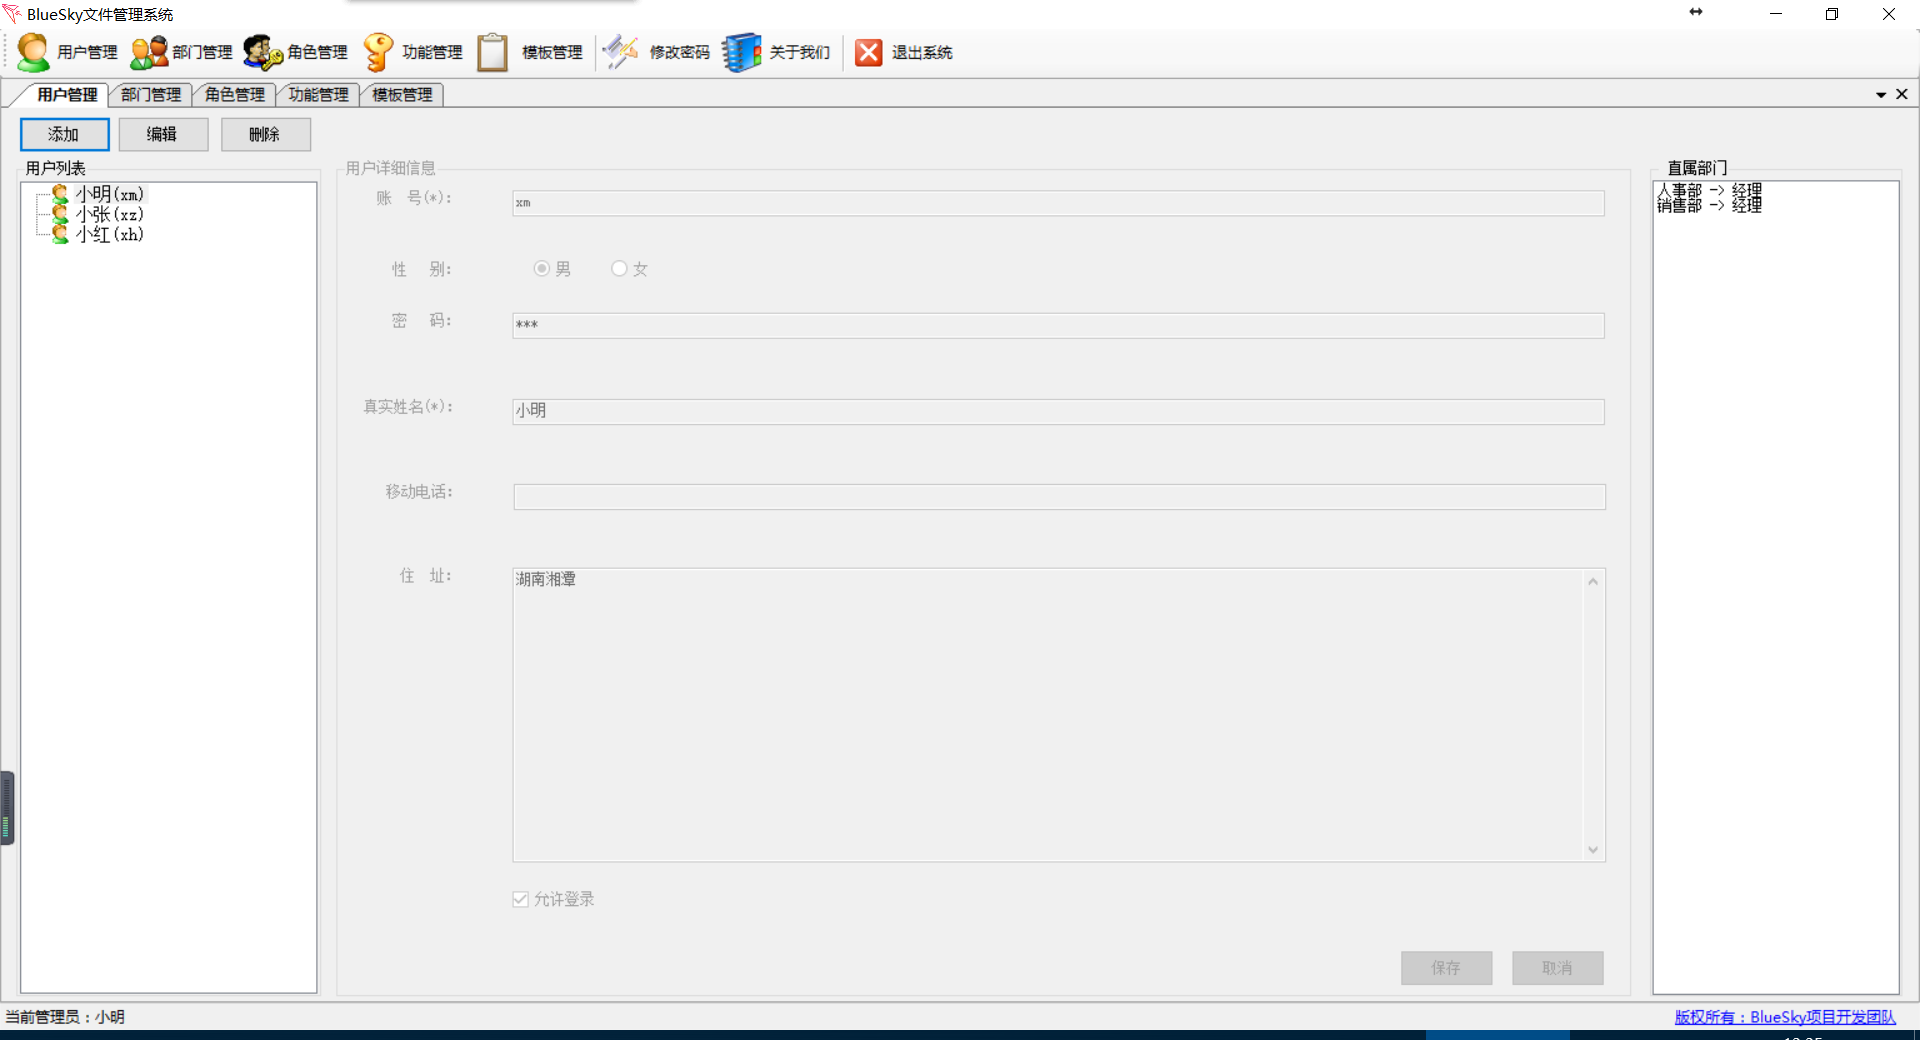 BlueSky文件管理系统
用户管理 部门管理 角色管理 功能管理 模板管理 修改密码 关于我们 退出系统
用户管理 部门管理 角色管理 功能管理 模板管理
添加 编辑 删除
用户列表
小明(xm)
小张(xz)
小红(xh)
用户详细信息
账 号(*): xm
性 别: 男 女
密 码: ***
真实姓名(*): 小明
移动电话:
住 址: 湖南湘潭
允许登录
保存 取消
直属部门
人事部 -> 经理
销售部 -> 经理
当前管理员：小明
版权所有：BlueSky项目开发团队